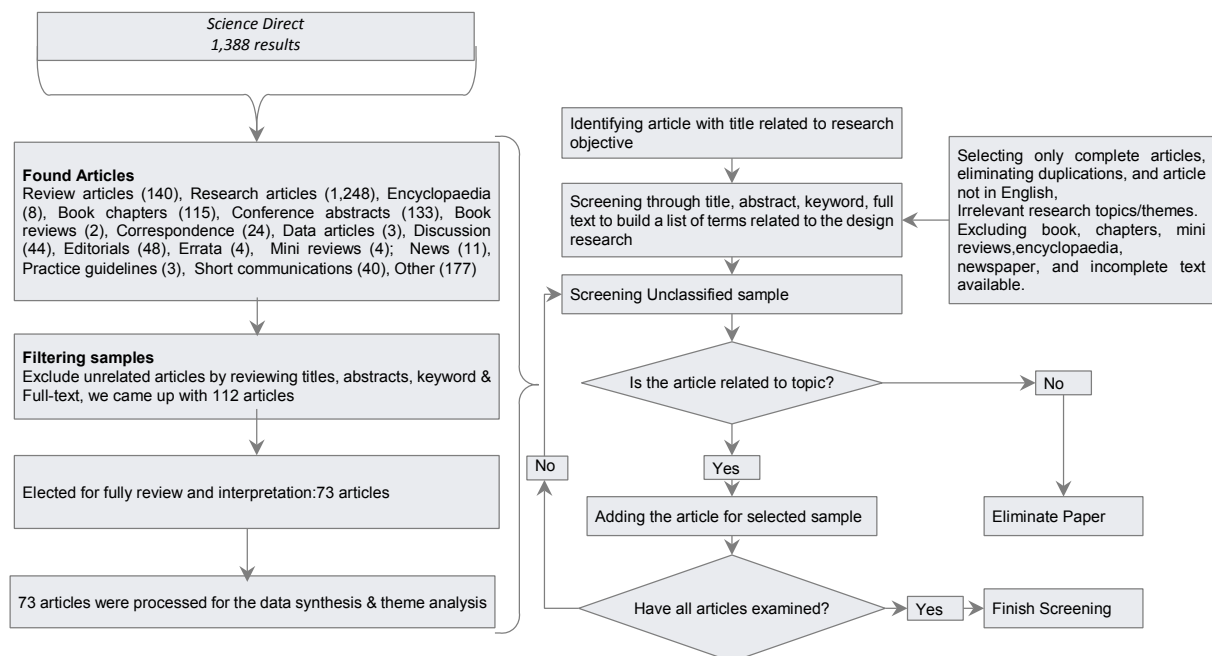 Science Direct
1,388 results
Found Articles
Review articles (140), Research articles (1,248), Encyclopaedia
(8), Book chapters (115), Conference abstracts (133), Book
reviews (2), Correspondence (24), Data articles (3), Discussion
(44), Editorials (48), Errata (4), Mini reviews (4); News (11),
Practice guidelines (3), Short communications (40), Other (177)
Filtering samples
Exclude unrelated articles by reviewing titles, abstracts, keyword &
Full-text, we came up with 112 articles
Elected for fully review and interpretation:73 articles
73 articles were processed for the data synthesis & theme analysis
Identifying article with title related to research
objective
Screening through title, abstract, keyword, full
text to build a list of terms related to the design
research
Selecting only complete articles,
eliminating duplications, and article
not in English,
Irrelevant research topics/themes.
Excluding book, chapters, mini
reviews,encyclopaedia,
newspaper, and incomplete text
available.
Screening Unclassified sample
Is the article related to topic?
No
Yes
No
Adding the article for selected sample
Eliminate Paper
Have all articles examined?
Yes
Finish Screening